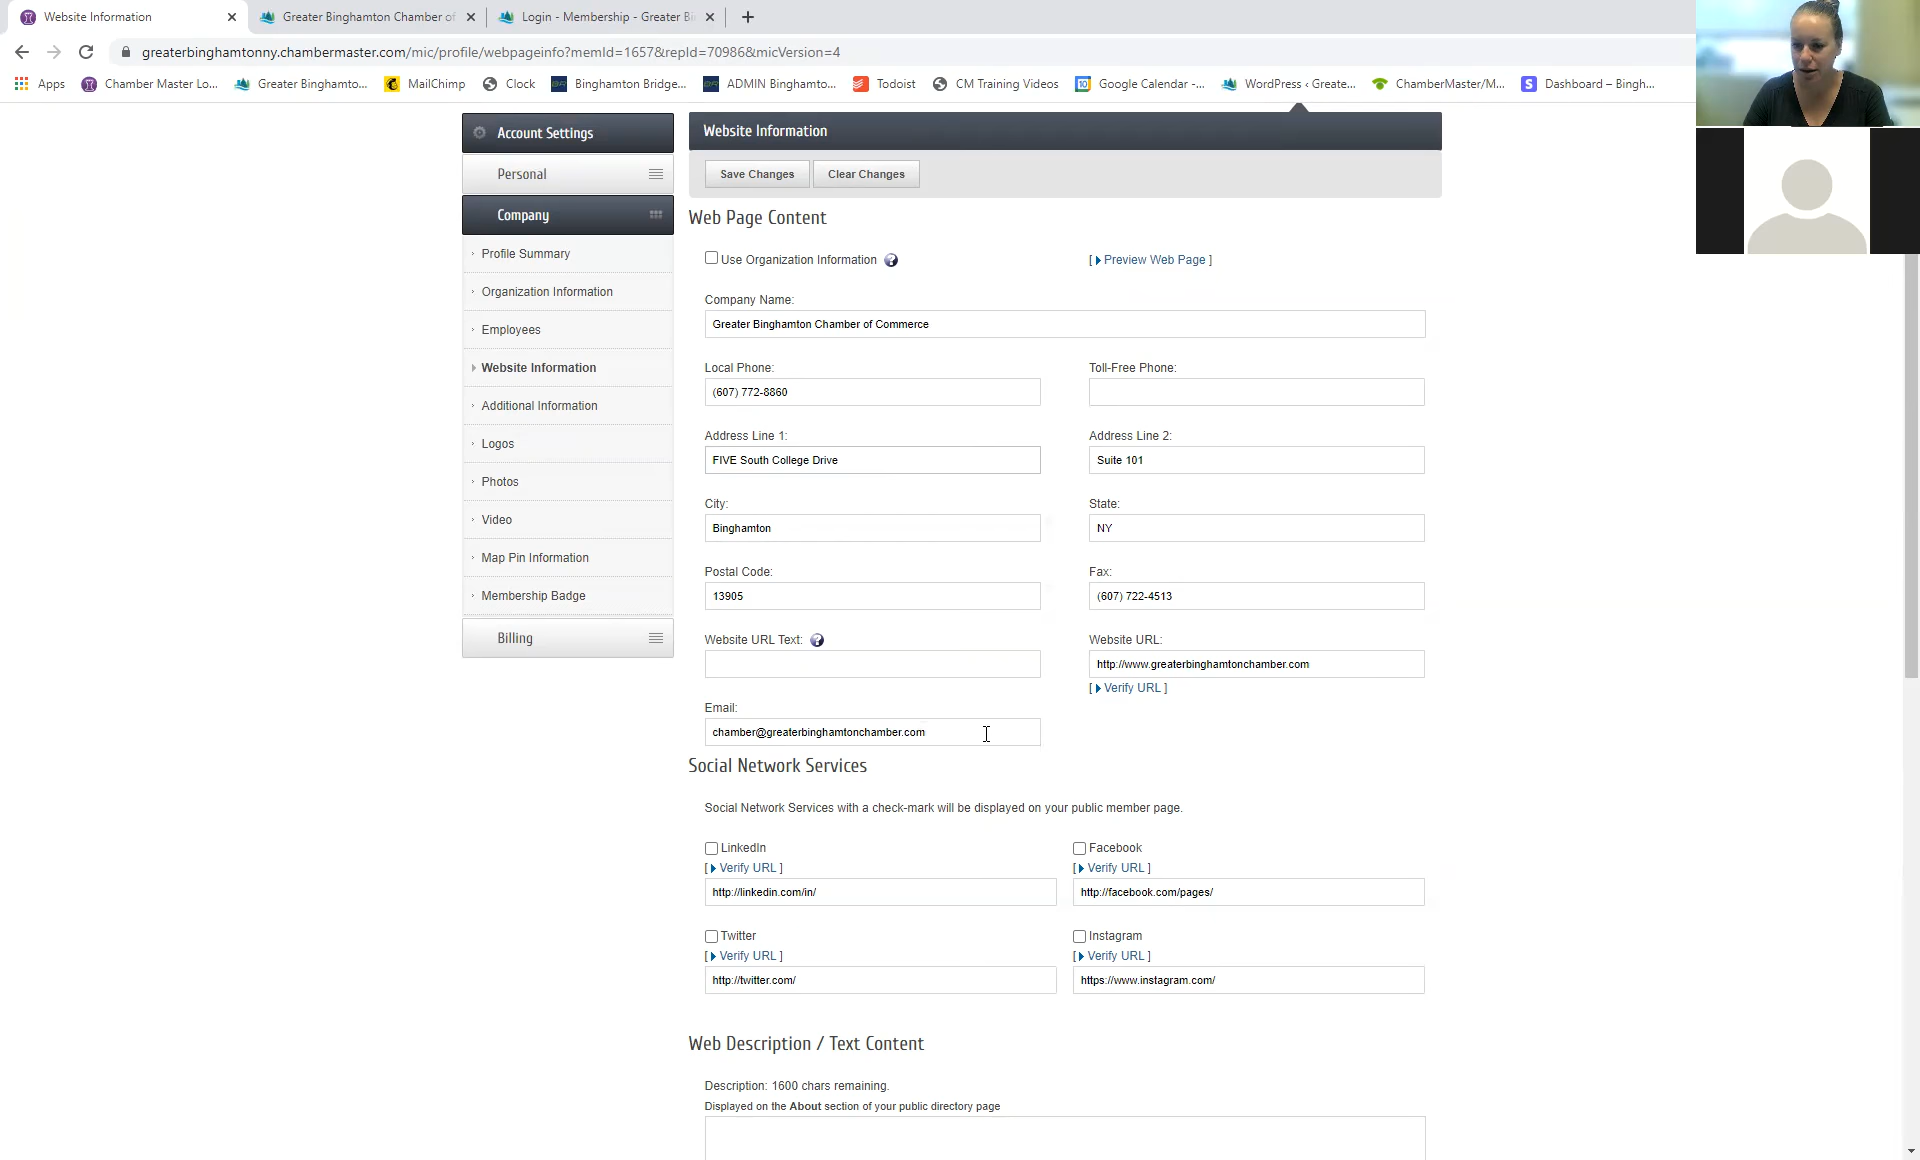 Website Information
Greater Binghamton Chamber of
Login - Membership - Greater Bi
greaterbinghamtonny.chambermaster.com/mic/profile/webpageinfo?memId=1657&repId=70986&micVersion=4
Apps
Chamber Master Lo...
Greater Binghamto...
MailChimp
Clock
Binghamton Bridge...
ADMIN Binghamto...
Todoist
CM Training Videos
Google Calendar -...
WordPress ‹ Greate...
ChamberMaster/M...
Dashboard – Bingh...
Account Settings
Personal
Company
Profile Summary
Organization Information
Employees
Website Information
Additional Information
Logos
Photos
Video
Map Pin Information
Membership Badge
Billing
Website Information
Save Changes
Clear Changes
Web Page Content
Use Organization Information
[ Preview Web Page ]
Company Name:
Greater Binghamton Chamber of Commerce
Local Phone:
Toll-Free Phone:
(607) 772-8860
Address Line 1:
Address Line 2:
FIVE South College Drive
Suite 101
City:
State:
Binghamton
NY
Postal Code:
Fax:
13905
(607) 722-4513
Website URL Text:
Website URL:
http://www.greaterbinghamtonchamber.com
[ Verify URL ]
Email:
chamber@greaterbinghamtonchamber.com
Social Network Services
Social Network Services with a check-mark will be displayed on your public member page.
LinkedIn
Facebook
[ Verify URL ]
[ Verify URL ]
http://linkedin.com/in/
http://facebook.com/pages/
Twitter
Instagram
[ Verify URL ]
[ Verify URL ]
http://twitter.com/
https://www.instagram.com/
Web Description / Text Content
Description: 1600 chars remaining.
Displayed on the About section of your public directory page